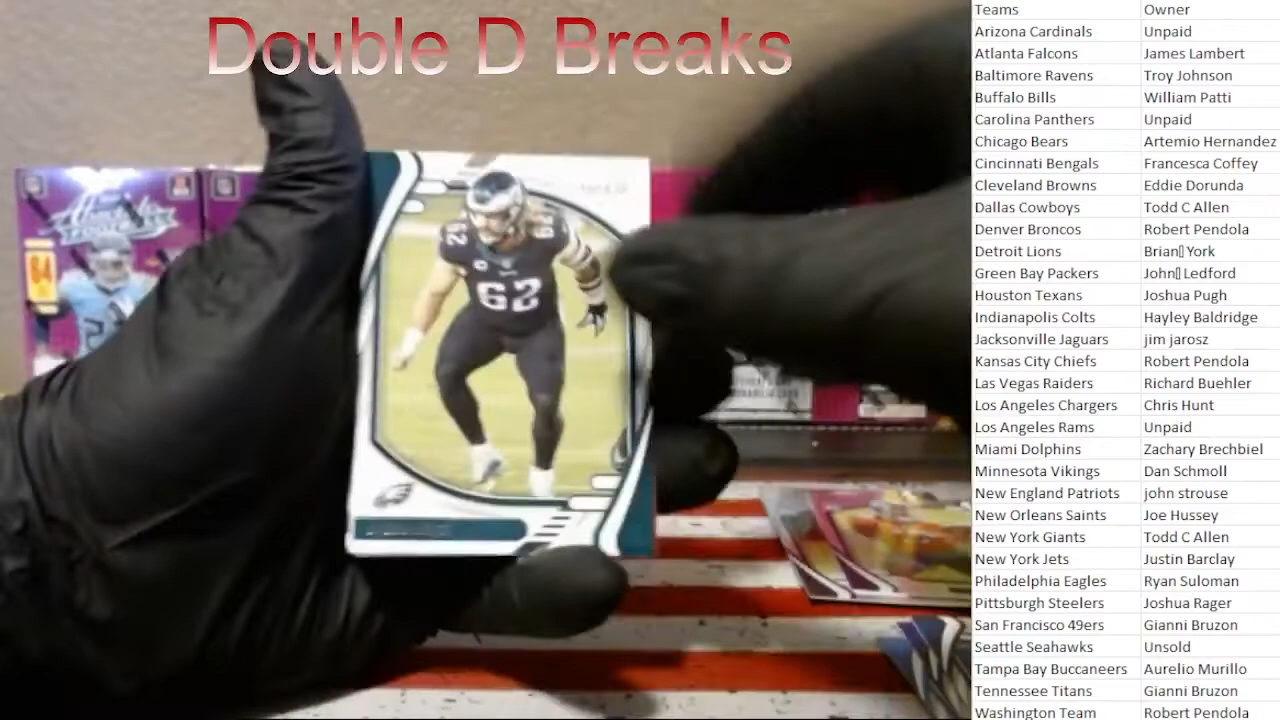 Double D Breaks
Teams Owner
Arizona Cardinals Unpaid
Atlanta Falcons James Lambert
Baltimore Ravens Troy Johnson
Buffalo Bills William Patti
Carolina Panthers Unpaid
Chicago Bears Artemio Hernandez
Cincinnati Bengals Francesca Coffey
Cleveland Browns Eddie Dorunda
Dallas Cowboys Todd C Allen
Denver Broncos Robert Pendola
Detroit Lions Brian▯York
Green Bay Packers John▯Ledford
Houston Texans Joshua Pugh
Indianapolis Colts Hayley Baldridge
Jacksonville Jaguars jim jarosz
Kansas City Chiefs Robert Pendola
Las Vegas Raiders Richard Buehler
Los Angeles Chargers Chris Hunt
Los Angeles Rams Unpaid
Miami Dolphins Zachary Brechbiel
Minnesota Vikings Dan Schmoll
New England Patriots john strouse
New Orleans Saints Joe Hussey
New York Giants Todd C Allen
New York Jets Justin Barclay
Philadelphia Eagles Ryan Suloman
Pittsburgh Steelers Joshua Rager
San Francisco 49ers Gianni Bruzon
Seattle Seahawks Unsold
Tampa Bay Buccaneers Aurelio Murillo
Tennessee Titans Gianni Bruzon
Washington Team Robert Pendola
Absolute
FOOTBALL
64
2
62
62
62